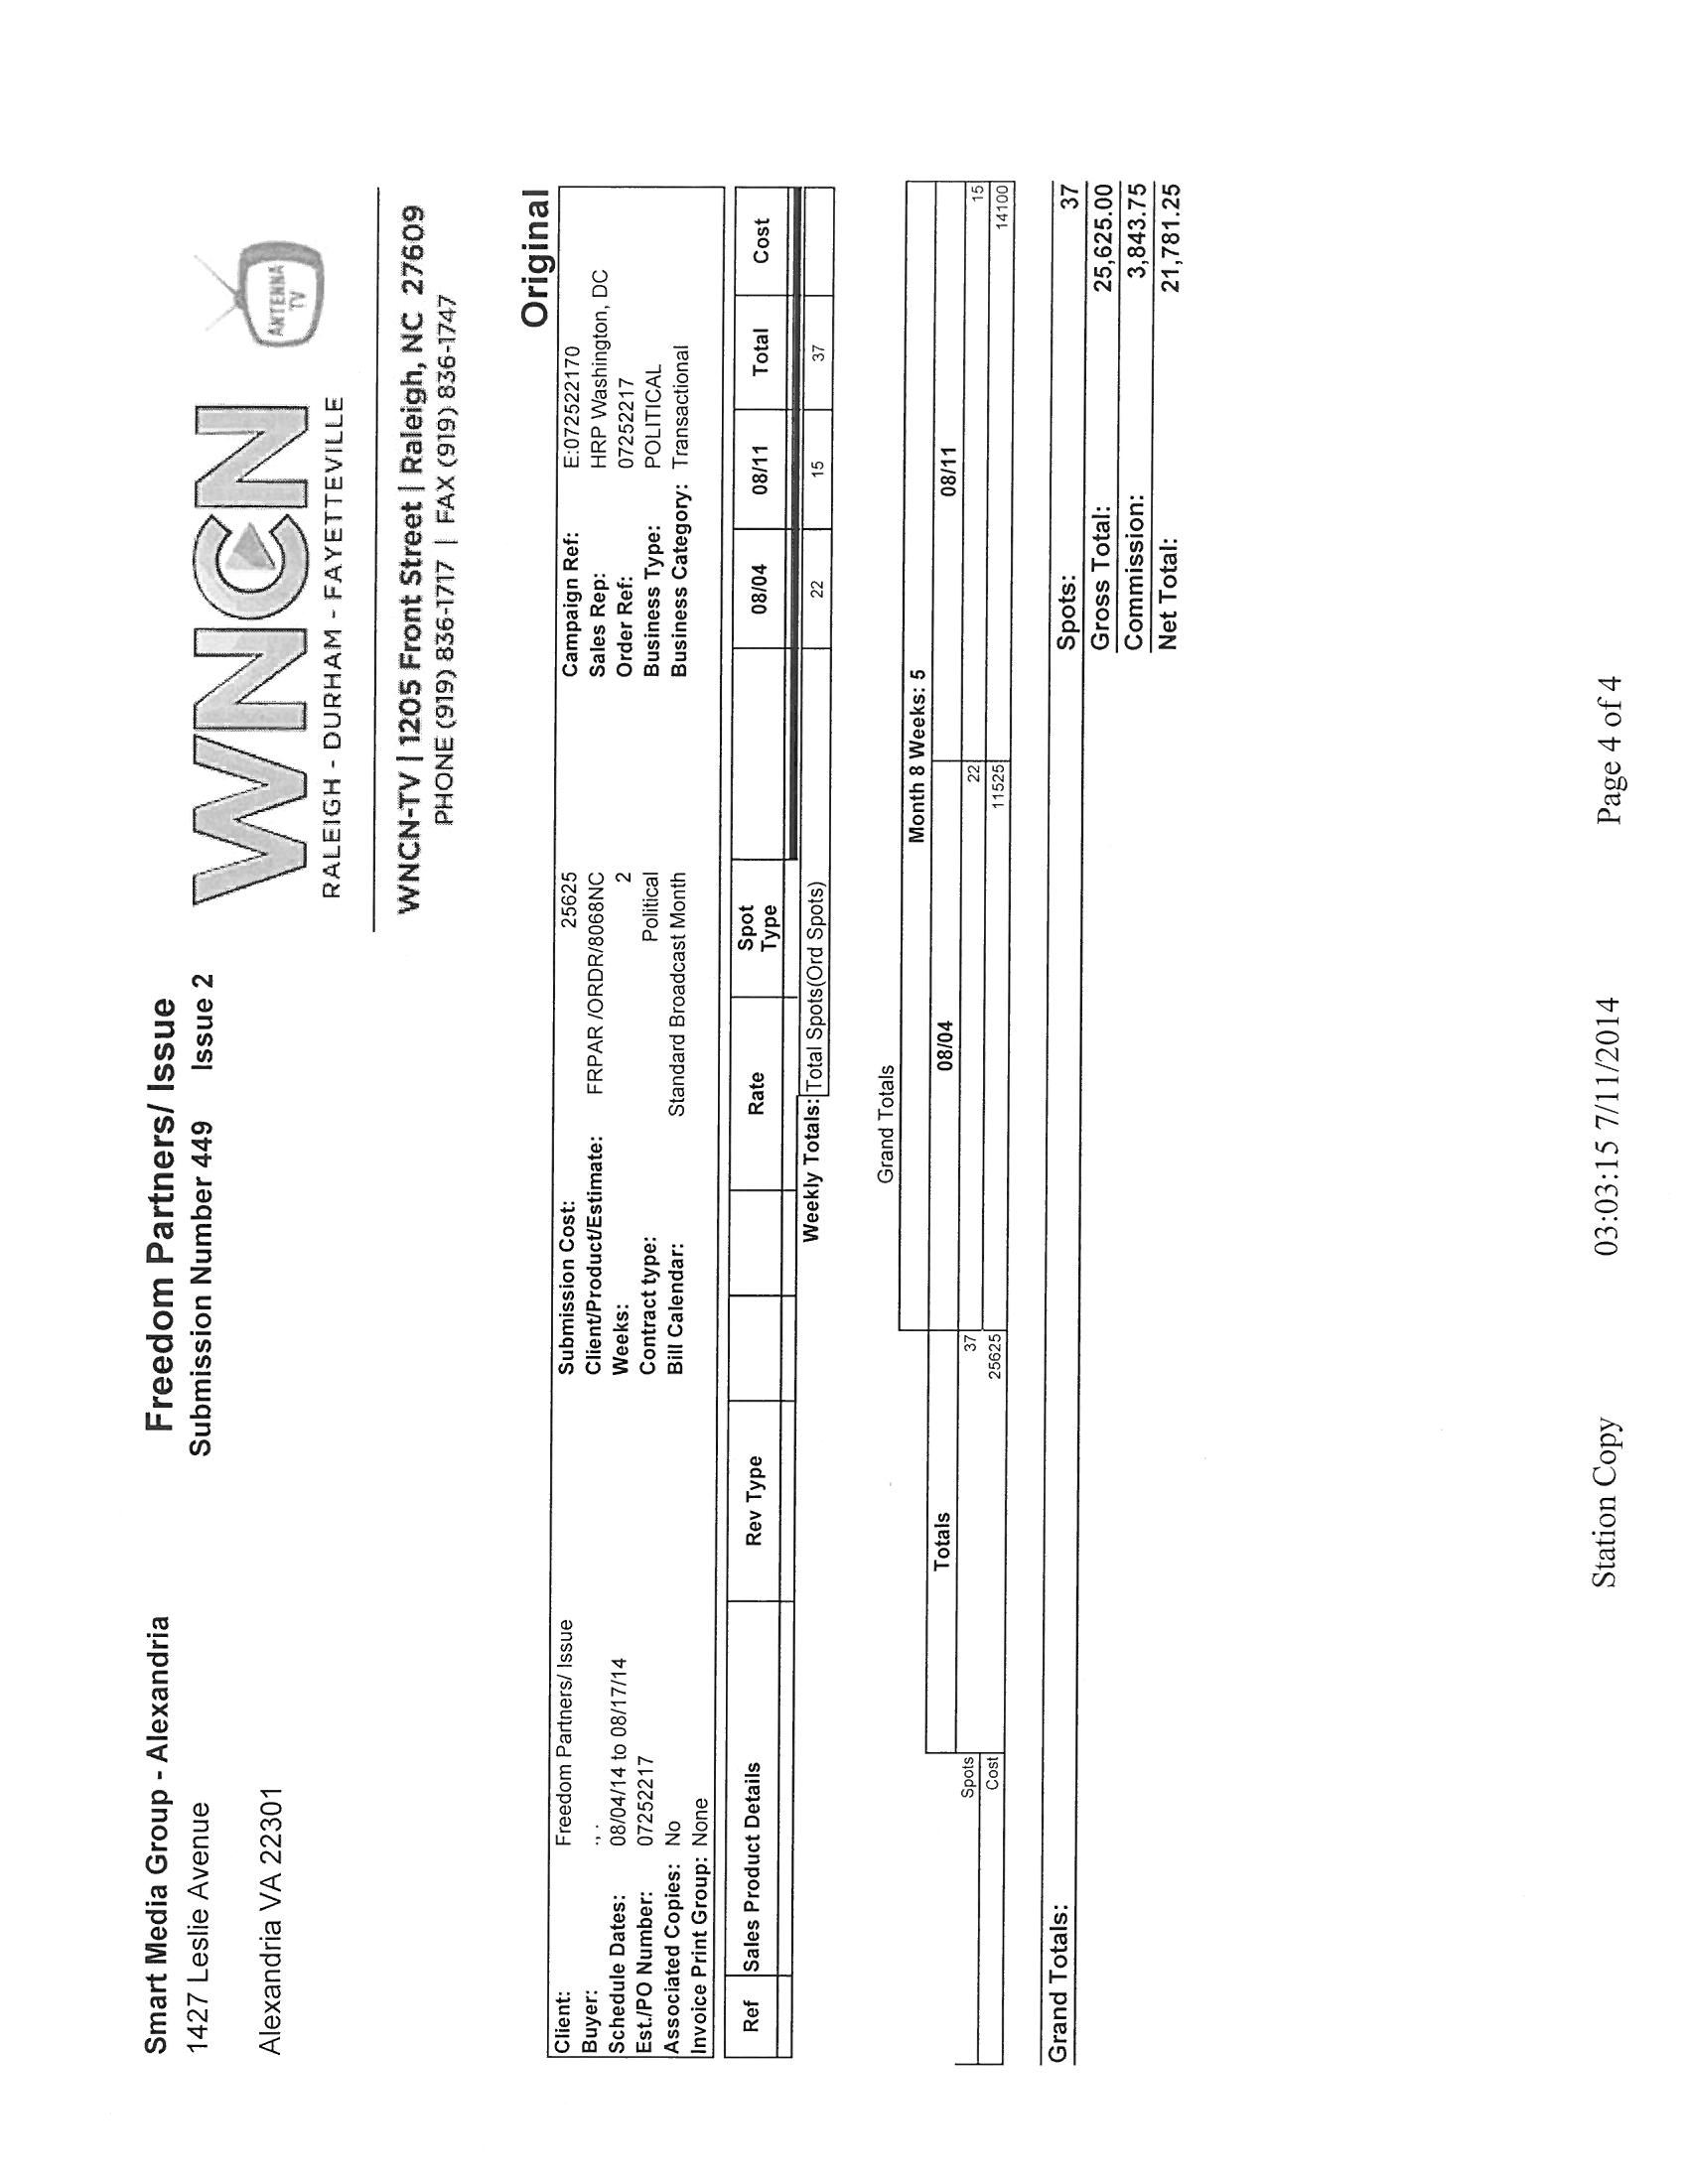 Smart Media Group - Alexandria
1427 Leslie Avenue
Alexandria VA 22301
Freedom Partners/ Issue
Submission Number 449 Issue 2
WNCN
RALEIGH - DURHAM - FAYETTEVILLE
ANTENNA
TV
WNCN-TV | 1205 Front Street | Raleigh, NC 27609
PHONE (919) 836-1717 | FAX (919) 836-1747
Original
Client: Freedom Partners/ Issue Submission Cost: 25625 Campaign Ref: E:072522170
Buyer: ., . Client/Product/Estimate: FRPAR /ORDR/8068NC Sales Rep: HRP Washington, DC
Schedule Dates: 08/04/14 to 08/17/14 Weeks: 2 Order Ref: 07252217
Est./PO Number: 07252217 Contract type: Political Business Type: POLITICAL
Associated Copies: No Bill Calendar: Standard Broadcast Month Business Category: Transactional
Invoice Print Group: None
Ref Sales Product Details Rev Type Rate Spot Type 08/04 08/11 Total Cost
Weekly Totals: Total Spots(Ord Spots) 22 15 37
Grand Totals
Month 8 Weeks: 5
Totals 08/04 08/11
Spots 37 22 15
Cost 25625 11525 14100
Grand Totals: Spots: 37
Gross Total: 25,625.00
Commission: 3,843.75
Net Total: 21,781.25
Station Copy 03:03:15 7/11/2014 Page 4 of 4